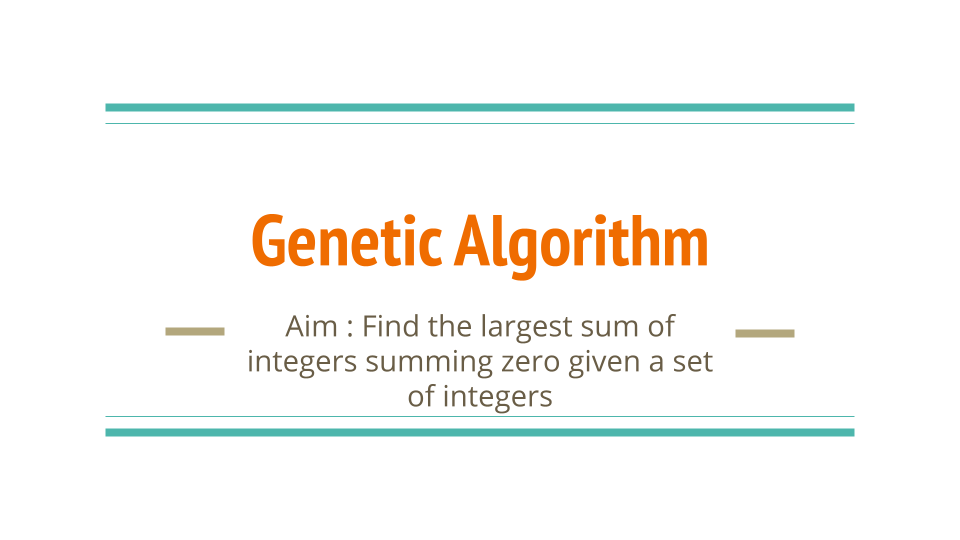 Genetic Algorithm
Aim : Find the largest sum of
integers summing zero given a set
of integers